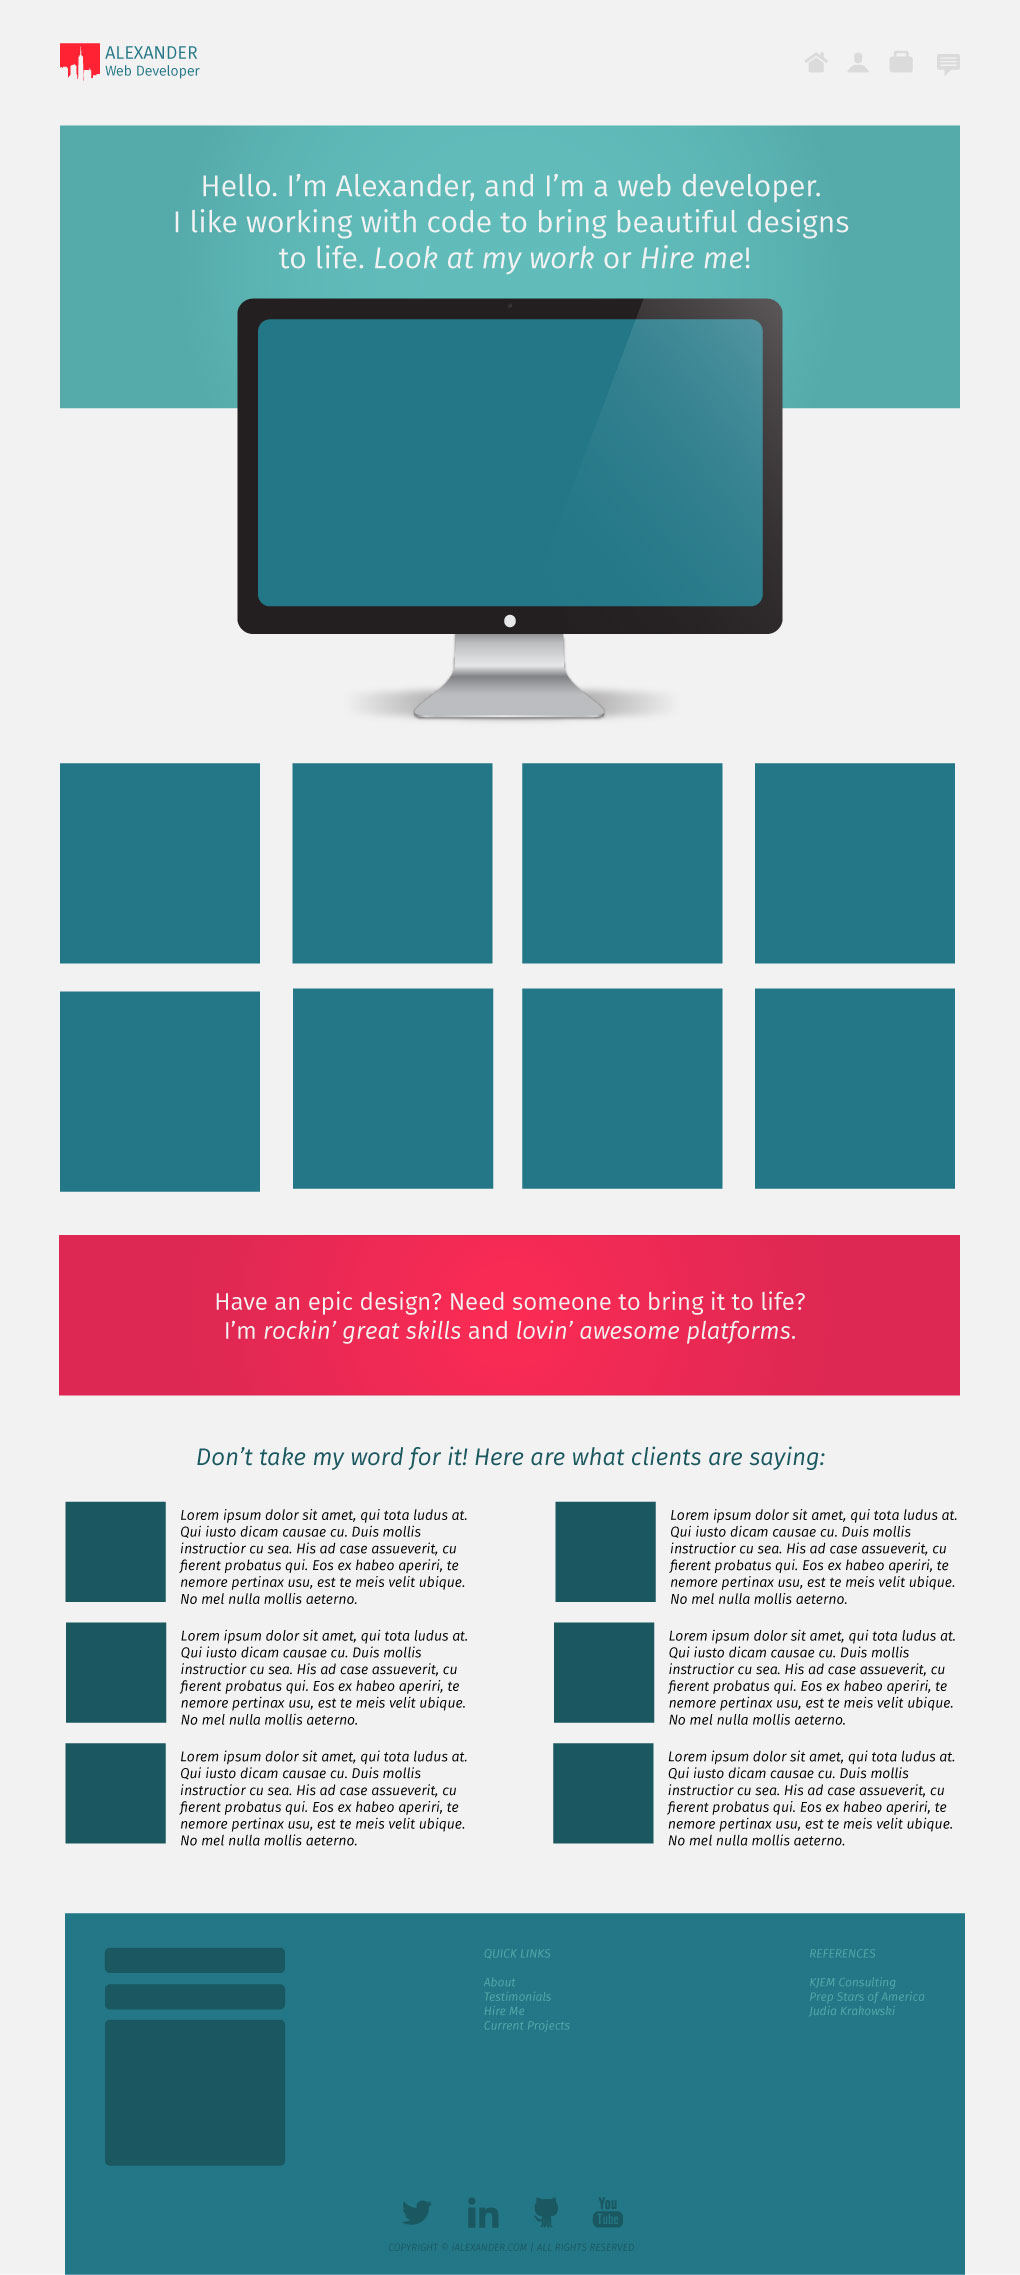 ALEXANDER
Web Developer
Hello. I’m Alexander, and I’m a web developer.
I like working with code to bring beautiful designs
to life. Look at my work or Hire me!
Have an epic design? Need someone to bring it to life?
I’m rockin’ great skills and lovin’ awesome platforms.
Don’t take my word for it! Here are what clients are saying:
Lorem ipsum dolor sit amet, qui tota ludus at.
Qui iusto dicam causae cu. Duis mollis
instructior cu sea. His ad case assueverit, cu
fierent probatus qui. Eos ex habeo aperiri, te
nemore pertinax usu, est te meis velit ubique.
No mel nulla mollis aeterno.
Lorem ipsum dolor sit amet, qui tota ludus at.
Qui iusto dicam causae cu. Duis mollis
instructior cu sea. His ad case assueverit, cu
fierent probatus qui. Eos ex habeo aperiri, te
nemore pertinax usu, est te meis velit ubique.
No mel nulla mollis aeterno.
Lorem ipsum dolor sit amet, qui tota ludus at.
Qui iusto dicam causae cu. Duis mollis
instructior cu sea. His ad case assueverit, cu
fierent probatus qui. Eos ex habeo aperiri, te
nemore pertinax usu, est te meis velit ubique.
No mel nulla mollis aeterno.
Lorem ipsum dolor sit amet, qui tota ludus at.
Qui iusto dicam causae cu. Duis mollis
instructior cu sea. His ad case assueverit, cu
fierent probatus qui. Eos ex habeo aperiri, te
nemore pertinax usu, est te meis velit ubique.
No mel nulla mollis aeterno.
Lorem ipsum dolor sit amet, qui tota ludus at.
Qui iusto dicam causae cu. Duis mollis
instructior cu sea. His ad case assueverit, cu
fierent probatus qui. Eos ex habeo aperiri, te
nemore pertinax usu, est te meis velit ubique.
No mel nulla mollis aeterno.
Lorem ipsum dolor sit amet, qui tota ludus at.
Qui iusto dicam causae cu. Duis mollis
instructior cu sea. His ad case assueverit, cu
fierent probatus qui. Eos ex habeo aperiri, te
nemore pertinax usu, est te meis velit ubique.
No mel nulla mollis aeterno.
QUICK LINKS
About
Testimonials
Hire Me
Current Projects
REFERENCES
KJEM Consulting
Prep Stars of America
Judia Krakowski
in
You
Tube
COPYRIGHT © iALEXANDER.COM | ALL RIGHTS RESERVED